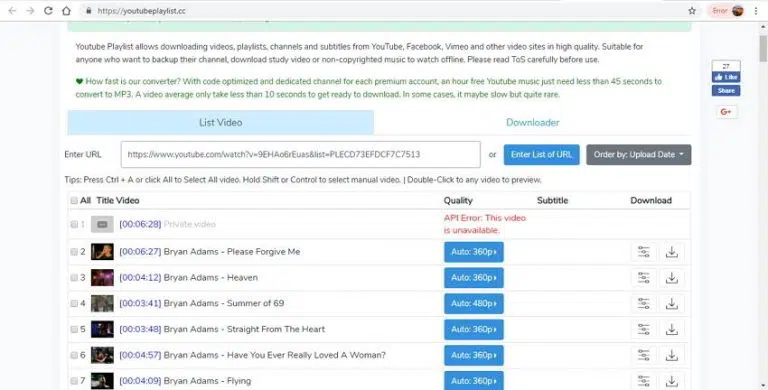 https://youtubeplaylist.cc
Error
Youtube Playlist allows downloading videos, playlists, channels and subtitles from YouTube, Facebook, Vimeo and other video sites in high quality. Suitable for
anyone who want to backup their channel, download study video or non-copyrighted music to watch offline. Please read ToS carefully before use.
How fast is our converter? With code optimized and dedicated channel for each premium account, an hour free Youtube music just need less than 45 seconds to
convert to MP3. A video average only take less than 10 seconds to get ready to download. In some cases, it maybe slow but quite rare.
27
Like
Share
G+
List Video
Downloader
Enter URL
https://www.youtube.com/watch?v=9EHAo6rEuas&list=PLECD73EFDCF7C7513
or
Enter List of URL
Order by: Upload Date
Tips: Press Ctrl + A or click All to Select All video. Hold Shift or Control to select manual video. | Double-Click to any video to preview.
All Title Video Quality Subtitle Download
1 [00:06:28] Private video API Error: This video
is unavailable.
2 [00:06:27] Bryan Adams - Please Forgive Me Auto: 360p
3 [00:04:12] Bryan Adams - Heaven Auto: 360p
4 [00:03:41] Bryan Adams - Summer of 69 Auto: 480p
5 [00:03:48] Bryan Adams - Straight From The Heart Auto: 360p
6 [00:04:57] Bryan Adams - Have You Ever Really Loved A Woman? Auto: 360p
7 [00:04:09] Bryan Adams - Flying Auto: 360p